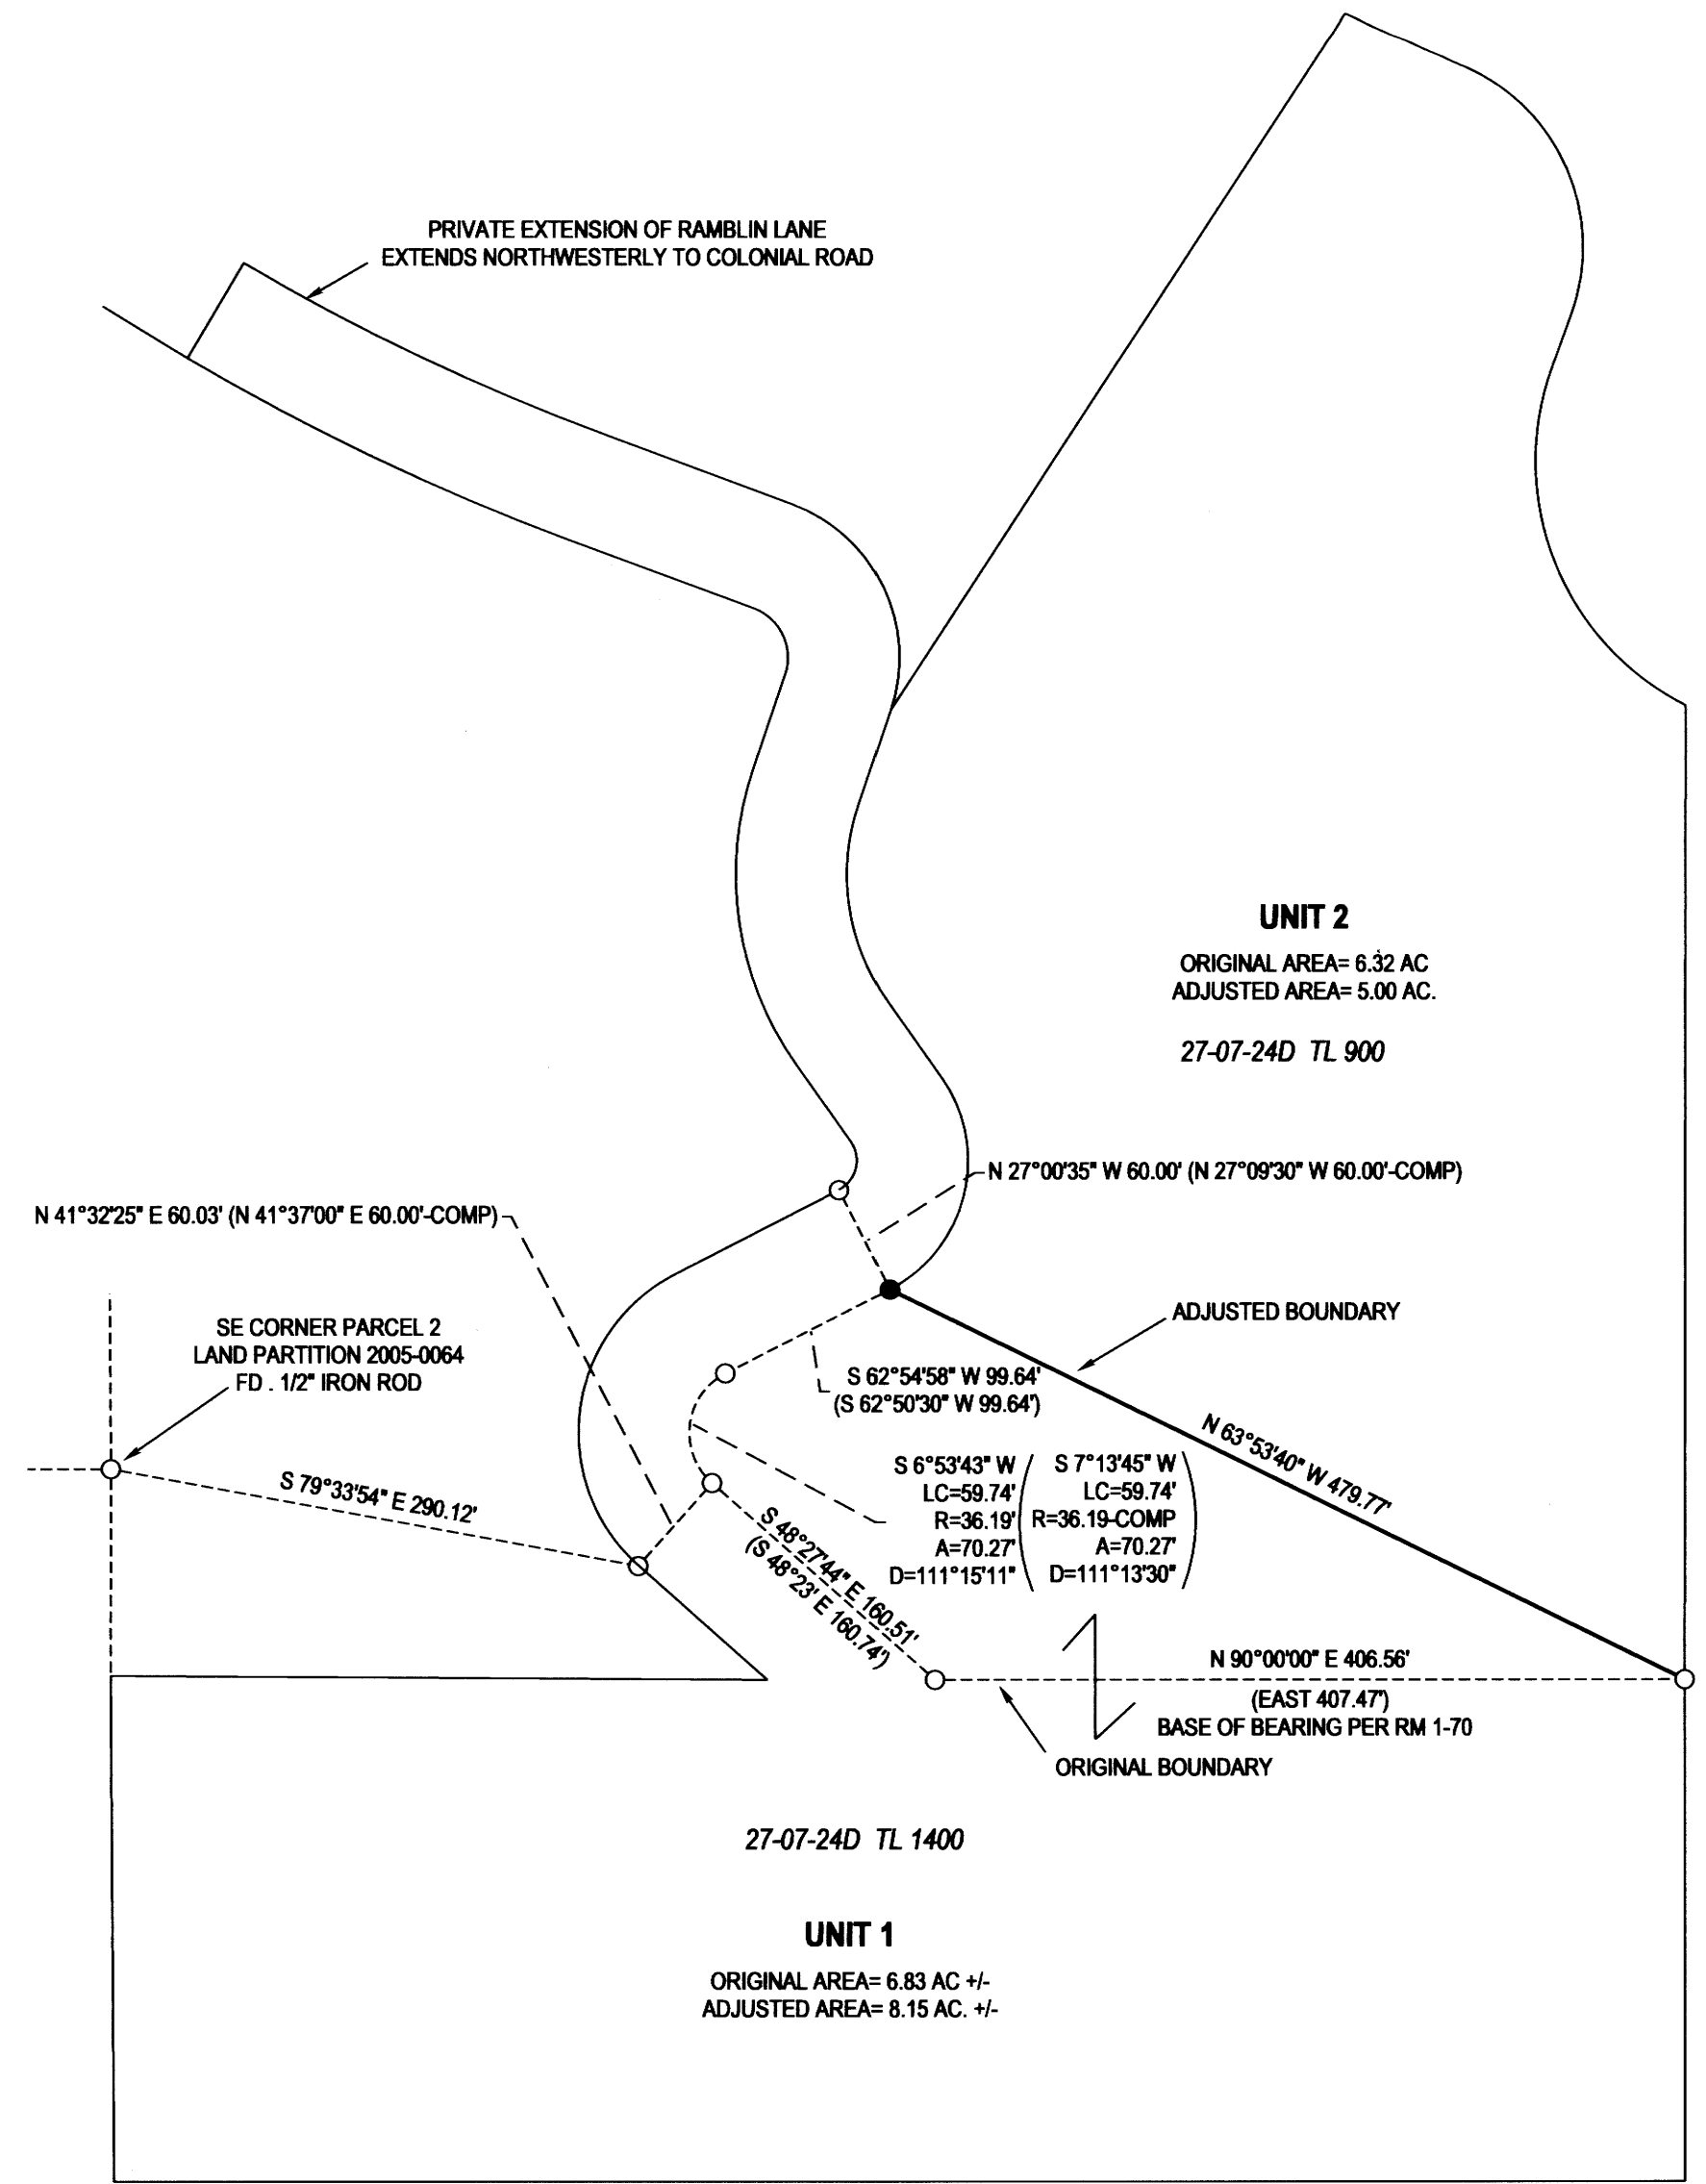 PRIVATE EXTENSION OF RAMBLIN LANE
EXTENDS NORTHWESTERLY TO COLONIAL ROAD
UNIT 2
ORIGINAL AREA= 6.32 AC
ADJUSTED AREA= 5.00 AC.
27-07-24D TL 900
N 27°00'35" W 60.00' (N 27°09'30" W 60.00'-COMP)
N 41°32'25" E 60.03' (N 41°37'00" E 60.00'-COMP)
SE CORNER PARCEL 2
LAND PARTITION 2005-0064
FD . 1/2" IRON ROD
ADJUSTED BOUNDARY
S 62°54'58" W 99.64'
(S 62°50'30" W 99.64')
N 63°53'40" W 479.77'
S 79°33'54" E 290.12'
S 6°53'43" W
LC=59.74'
R=36.19'
A=70.27'
D=111°15'11"
S 7°13'45" W
LC=59.74'
R=36.19-COMP
A=70.27'
D=111°13'30"
S 48°27'44" E 160.51'
(S 48°23' E 160.74')
N 90°00'00" E 406.56'
(EAST 407.47')
BASE OF BEARING PER RM 1-70
ORIGINAL BOUNDARY
27-07-24D TL 1400
UNIT 1
ORIGINAL AREA= 6.83 AC +/-
ADJUSTED AREA= 8.15 AC. +/-